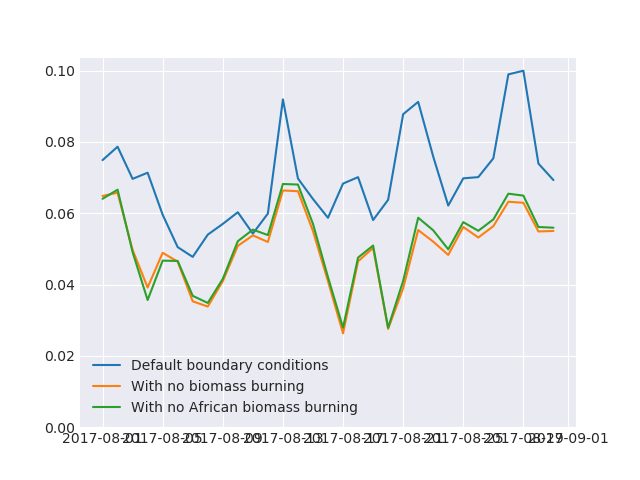 0.10
0.08
0.06
0.04
0.02
0.00
Default boundary conditions
With no biomass burning
With no African biomass burning
2017-08-01 2017-08-05 2017-08-09 2017-08-13 2017-08-17 2017-08-21 2017-08-25 2017-08-29 2017-09-01